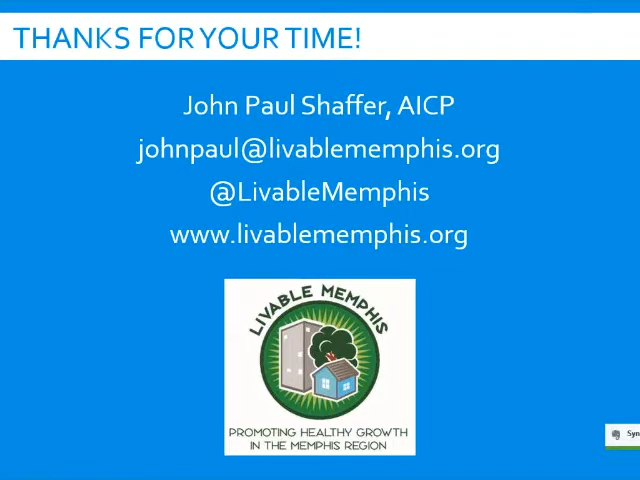 THANKS FOR YOUR TIME!
John Paul Shaffer, AICP
johnpaul@livablememphis.org
@LivableMemphis
www.livablememphis.org
LIVABLE MEMPHIS
PROMOTING HEALTHY GROWTH
IN THE MEMPHIS REGION
Syn